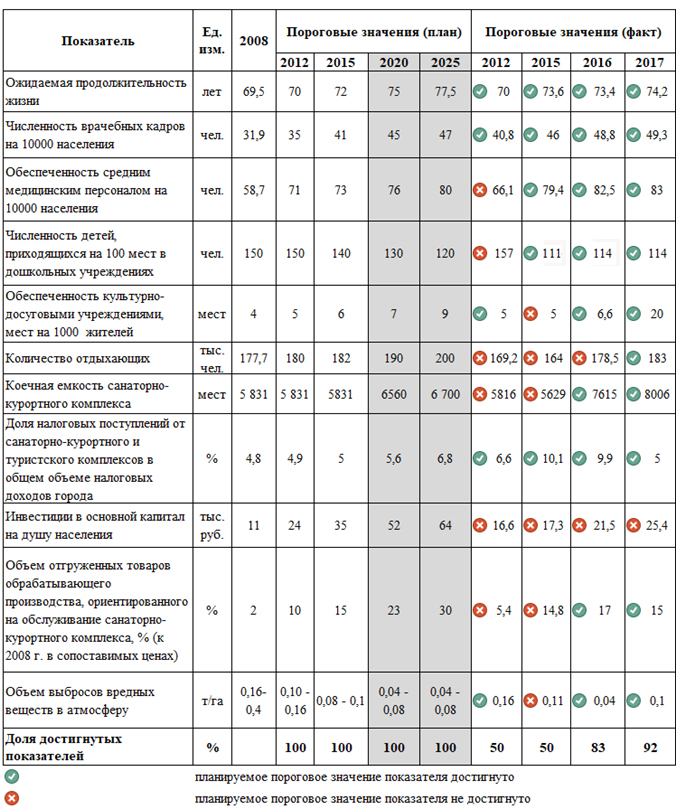 Показатель Ед. изм. 2008 Пороговые значения (план) Пороговые значения (факт)
2012 2015 2020 2025 2012 2015 2016 2017
Ожидаемая продолжительность
жизни лет 69,5 70 72 75 77,5 70 73,6 73,4 74,2
Численность врачебных кадров
на 10000 населения чел. 31,9 35 41 45 47 40,8 46 48,8 49,3
Обеспеченность средним
медицинским персоналом на чел. 58,7 71 73 76 80 66,1 79,4 82,5 83
10000 населения
Численность детей,
приходящихся на 100 мест в чел. 150 150 140 130 120 157 111 114 114
дошкольных учреждениях
Обеспеченность культурно-
досуговыми учреждениями, мест 4 5 6 7 9 5 5 6,6 20
мест на 1000 жителей
Количество отдыхающих тыс. чел. 177,7 180 182 190 200 169,2 164 178,5 183
Коечная емкость санаторно-
курортного комплекса мест 5 831 5 831 5831 6560 6 700 5816 5629 7615 8006
Доля налоговых поступлений от
санаторно-курортного и
туристского комплексов в % 4,8 4,9 5 5,6 6,8 6,6 10,1 9,9 5
общем объеме налоговых
доходов города
Инвестиции в основной капитал
на душу населения тыс. руб. 11 24 35 52 64 16,6 17,3 21,5 25,4
Объем отгруженных товаров
обрабатывающего
производства, ориентированного
на обслуживание санаторно- % 2 10 15 23 30 5,4 14,8 17 15
курортного комплекса, % (к
2008 г. в сопоставимых ценах)
Объем выбросов вредных
веществ в атмосферу т/га 0,16-0,4 0,10 - 0,16 0,08 - 0,1 0,04 - 0,08 0,04 - 0,08 0,16 0,11 0,04 0,1
Доля достигнутых
показателей % 100 100 100 100 50 50 83 92
планируемое пороговое значение показателя достигнуто
планируемое пороговое значение показателя не достигнуто